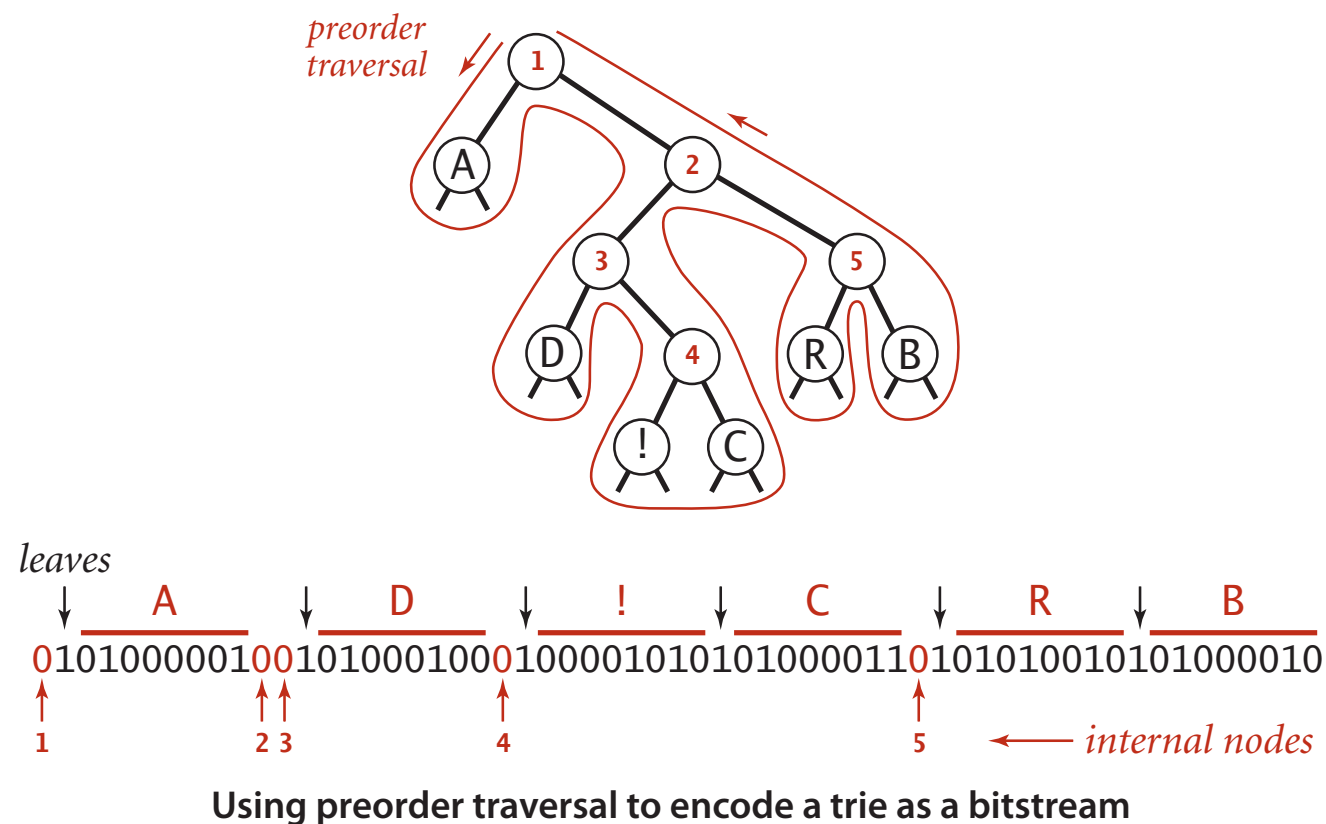 preorder
traversal
1
A
2
3
5
D
4
R
B
!
C
leaves
A D ! C R B
01010000010010100010001000010101010000110101010010101000010
1 2 3 4 5 internal nodes
Using preorder traversal to encode a trie as a bitstream